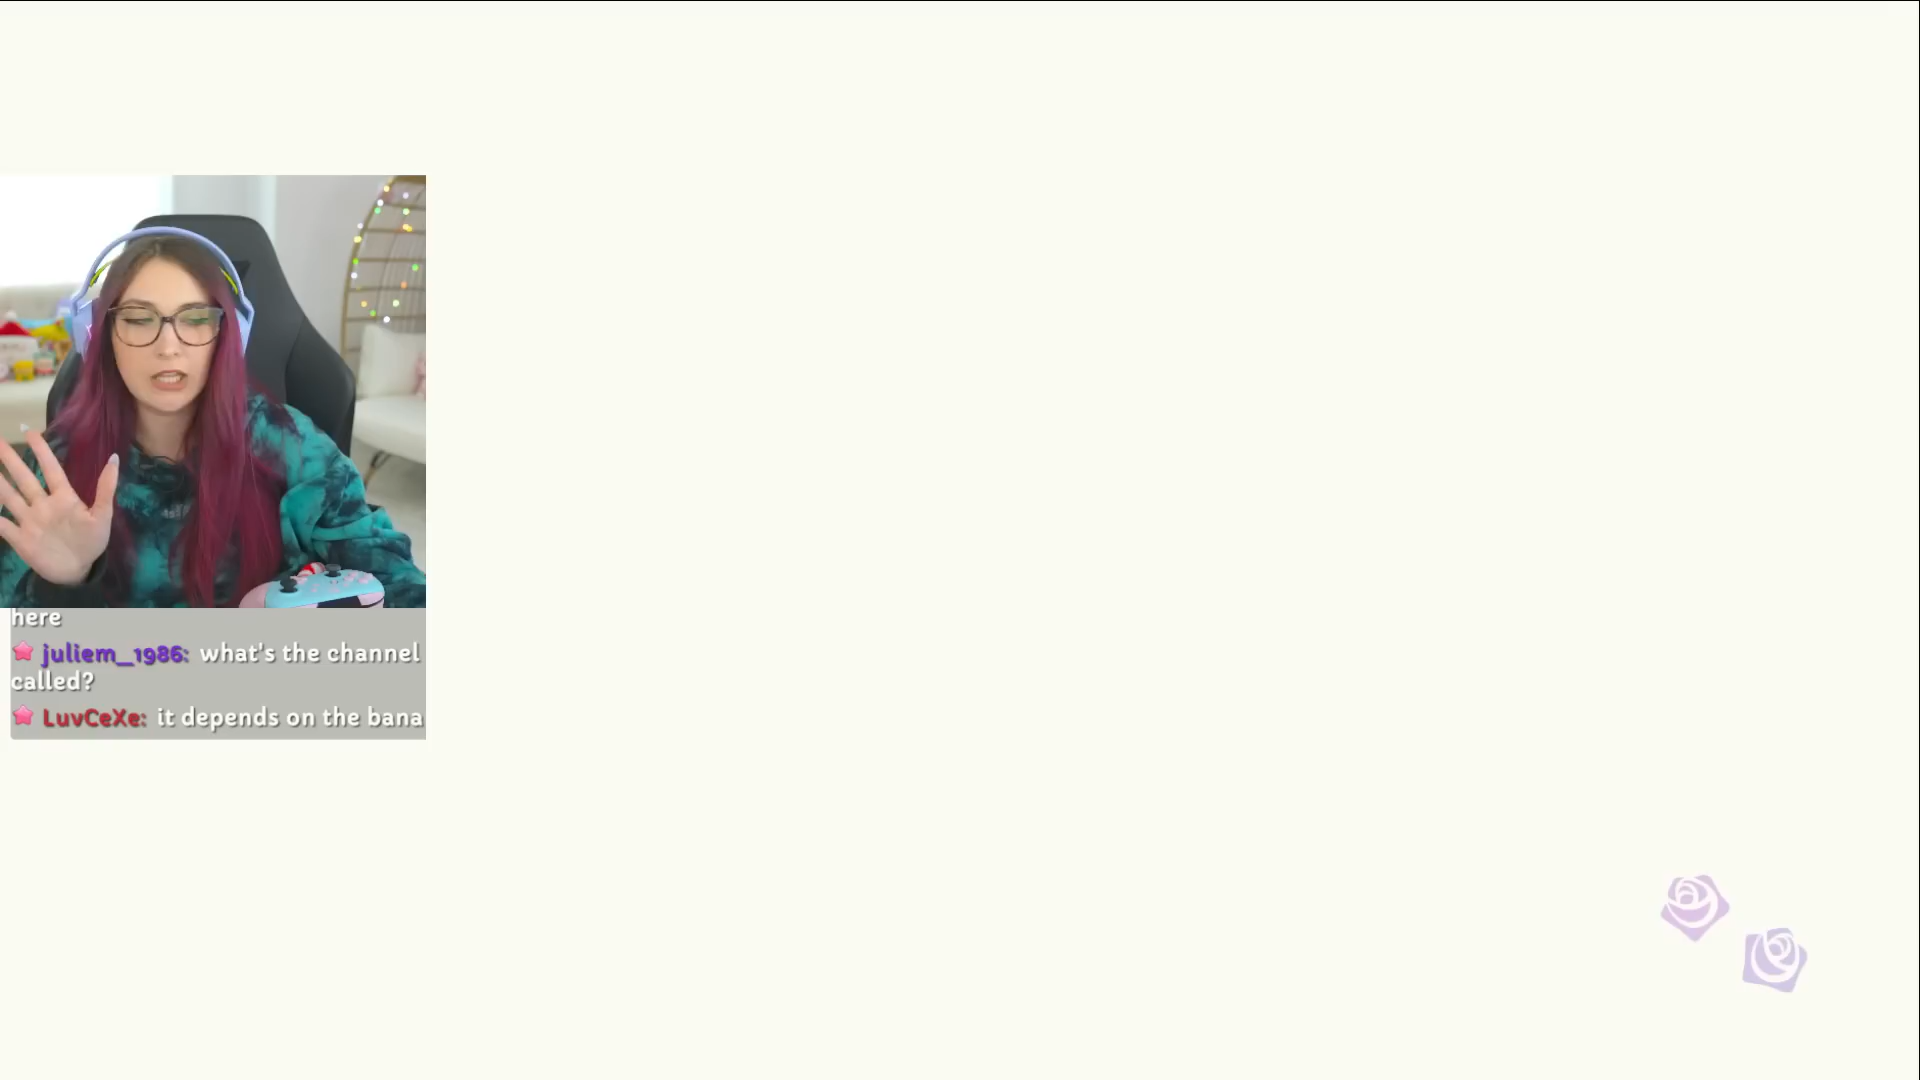 here
juliem_1986: what's the channel
called?
LuvCeXe: it depends on the bana